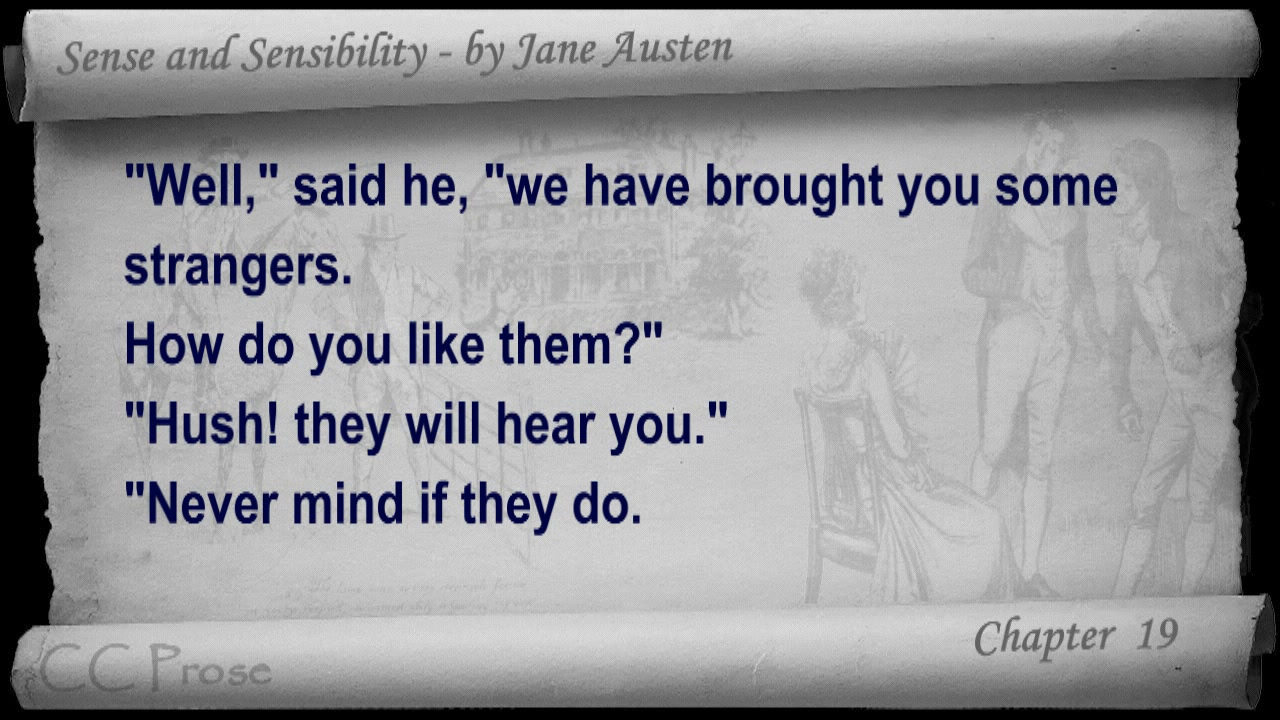 Sense and Sensibility - by Jane Austen
"Well," said he, "we have brought you some
strangers.
How do you like them?"
"Hush! they will hear you."
"Never mind if they do.
Chapter 19
CC Prose